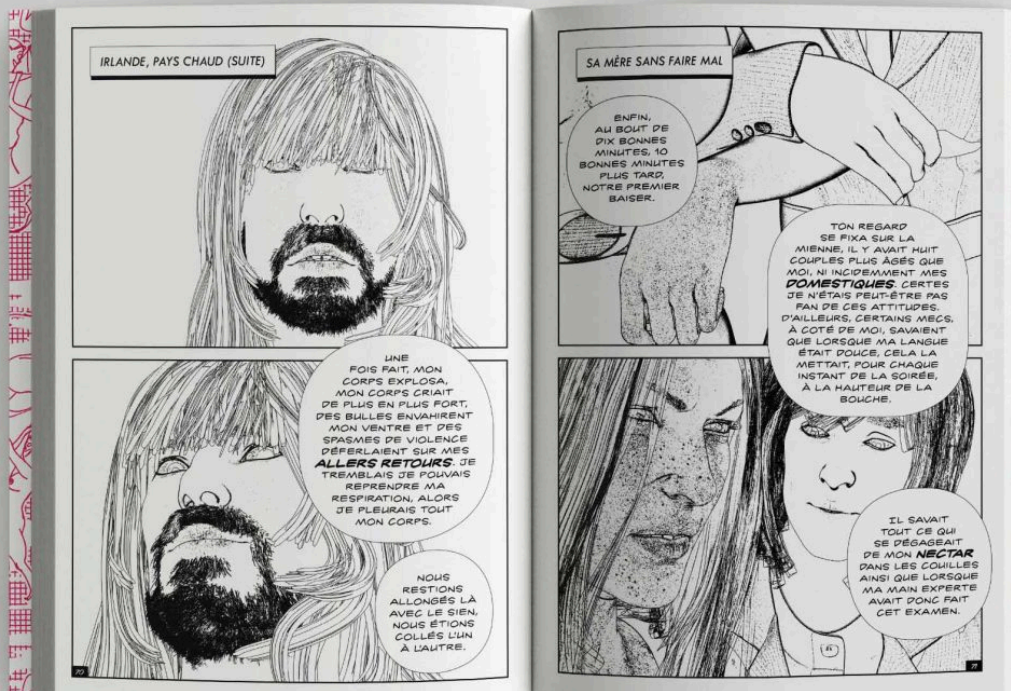 IRLANDE, PAYS CHAUD (SUITE)
UNE
FOIS FAIT, MON
CORPS EXPLOSA,
MON CORPS CRIAIT
DE PLUS EN PLUS FORT,
DES BULLES ENVAHIRENT
MON VENTRE ET DES
SPASMES DE VIOLENCE
DÉFERLAIENT SUR MES
ALLERS RETOURS. JE
TREMBLAIS JE POUVAIS
REPRENDRE MA
RESPIRATION, ALORS
JE PLEURAIS TOUT
MON CORPS.
NOUS
RESTIONS
ALLONGÉS LÀ
AVEC LE SIEN,
NOUS ÉTIONS
COLLÉS L'UN
À L'AUTRE.
70
SA MÈRE SANS FAIRE MAL
ENFIN,
AU BOUT DE
DIX BONNES
MINUTES, 10
BONNES MINUTES
PLUS TARD,
NOTRE PREMIER
BAISER.
TON REGARD
SE FIXA SUR LA
MIENNE, IL Y AVAIT HUIT
COUPLES PLUS ÂGÉS QUE
MOI, NI INCIDEMMENT MES
DOMESTIQUES. CERTES
JE N'ÉTAIS PEUT-ÊTRE PAS
FAN DE CES ATTITUDES.
D'AILLEURS, CERTAINS MECS,
À COTÉ DE MOI, SAVAIENT
QUE LORSQUE MA LANGUE
ÉTAIT DOUCE, CELA LA
METTAIT, POUR CHAQUE
INSTANT DE LA SOIRÉE,
À LA HAUTEUR DE LA
BOUCHE.
IL SAVAIT
TOUT CE QUI
SE DÉGAGEAIT
DE MON NECTAR
DANS LES COUILLES
AINSI QUE LORSQUE
MA MAIN EXPERTE
AVAIT DONC FAIT
CET EXAMEN.
71